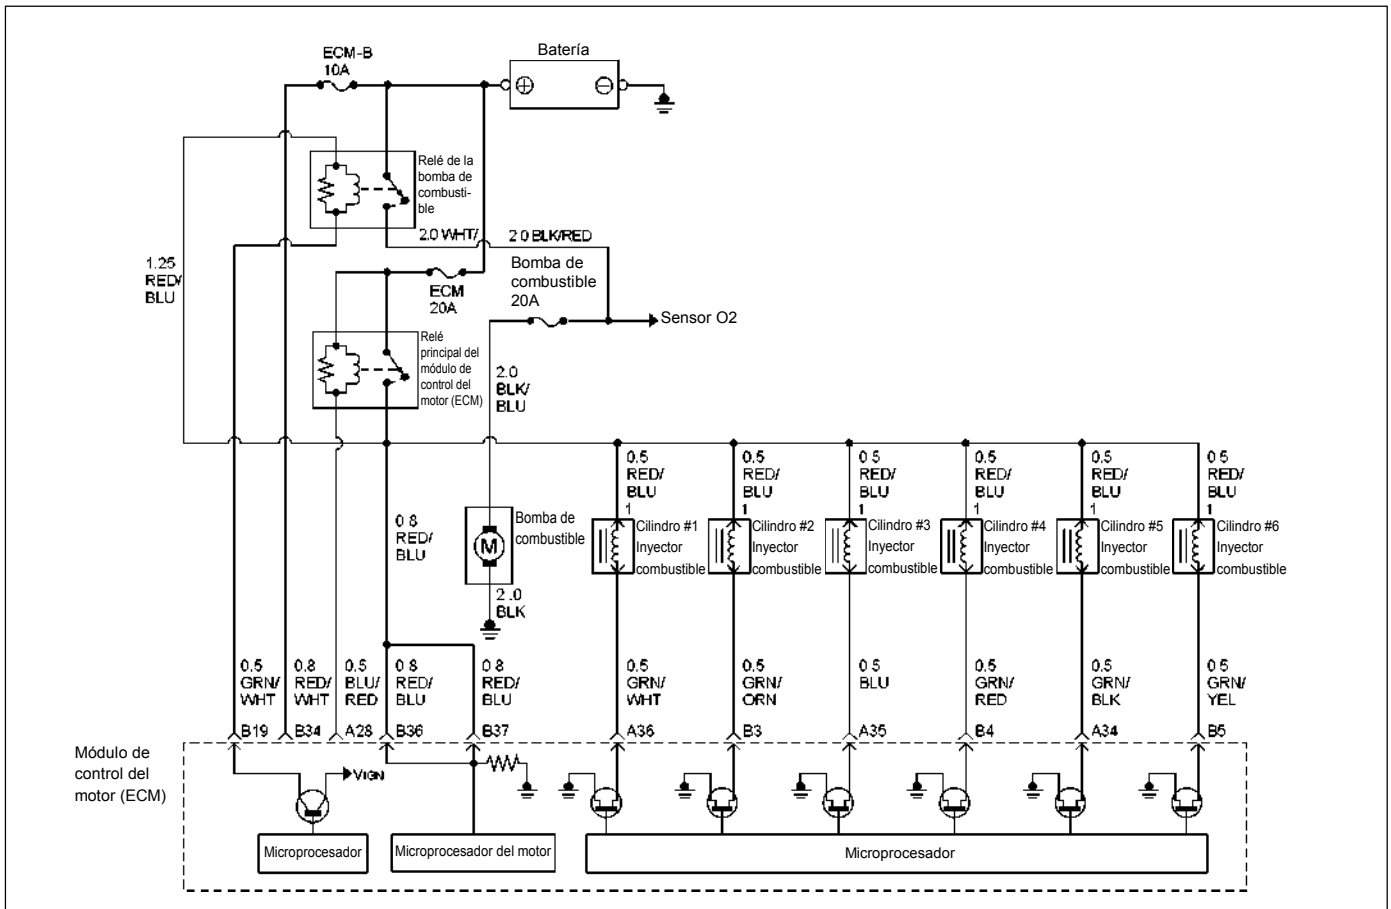 ECM-B
10A
Batería
Relé de la
bomba de
combusti-
ble
2.0 WHT/
2 0 BLK/RED
1.25
RED/
BLU
ECM
20A
Bomba de
combustible
20A
Sensor O2
Relé
principal del
módulo de
control del
motor (ECM)
2.0
BLK/
BLU
0 8
RED/
BLU
M
Bomba de
combustible
2 .0
BLK
0.5
RED/
BLU
1
0.5
RED/
BLU
1
0.5
RED/
BLU
1
0.5
RED/
BLU
1
0.5
RED/
BLU
1
0 5
RED/
BLU
1
Cilindro #1
Inyector
combustible
Cilindro #2
Inyector
combustible
Cilindro #3
Inyector
combustible
Cilindro #4
Inyector
combustible
Cilindro #5
Inyector
combustible
Cilindro #6
Inyector
combustible
0.5
GRN/
WHT
0.8
RED/
WHT
0.5
BLU/
RED
0 8
RED/
BLU
0 8
RED/
BLU
0.5
GRN/
WHT
0.5
GRN/
ORN
0 5
BLU
0.5
GRN/
RED
0.5
GRN/
BLK
0 5
GRN/
YEL
B19
B34
A28
B36
B37
A36
B3
A35
B4
A34
B5
Módulo de
control del
motor (ECM)
VIGN
Microprocesador
Microprocesador del motor
Microprocesador